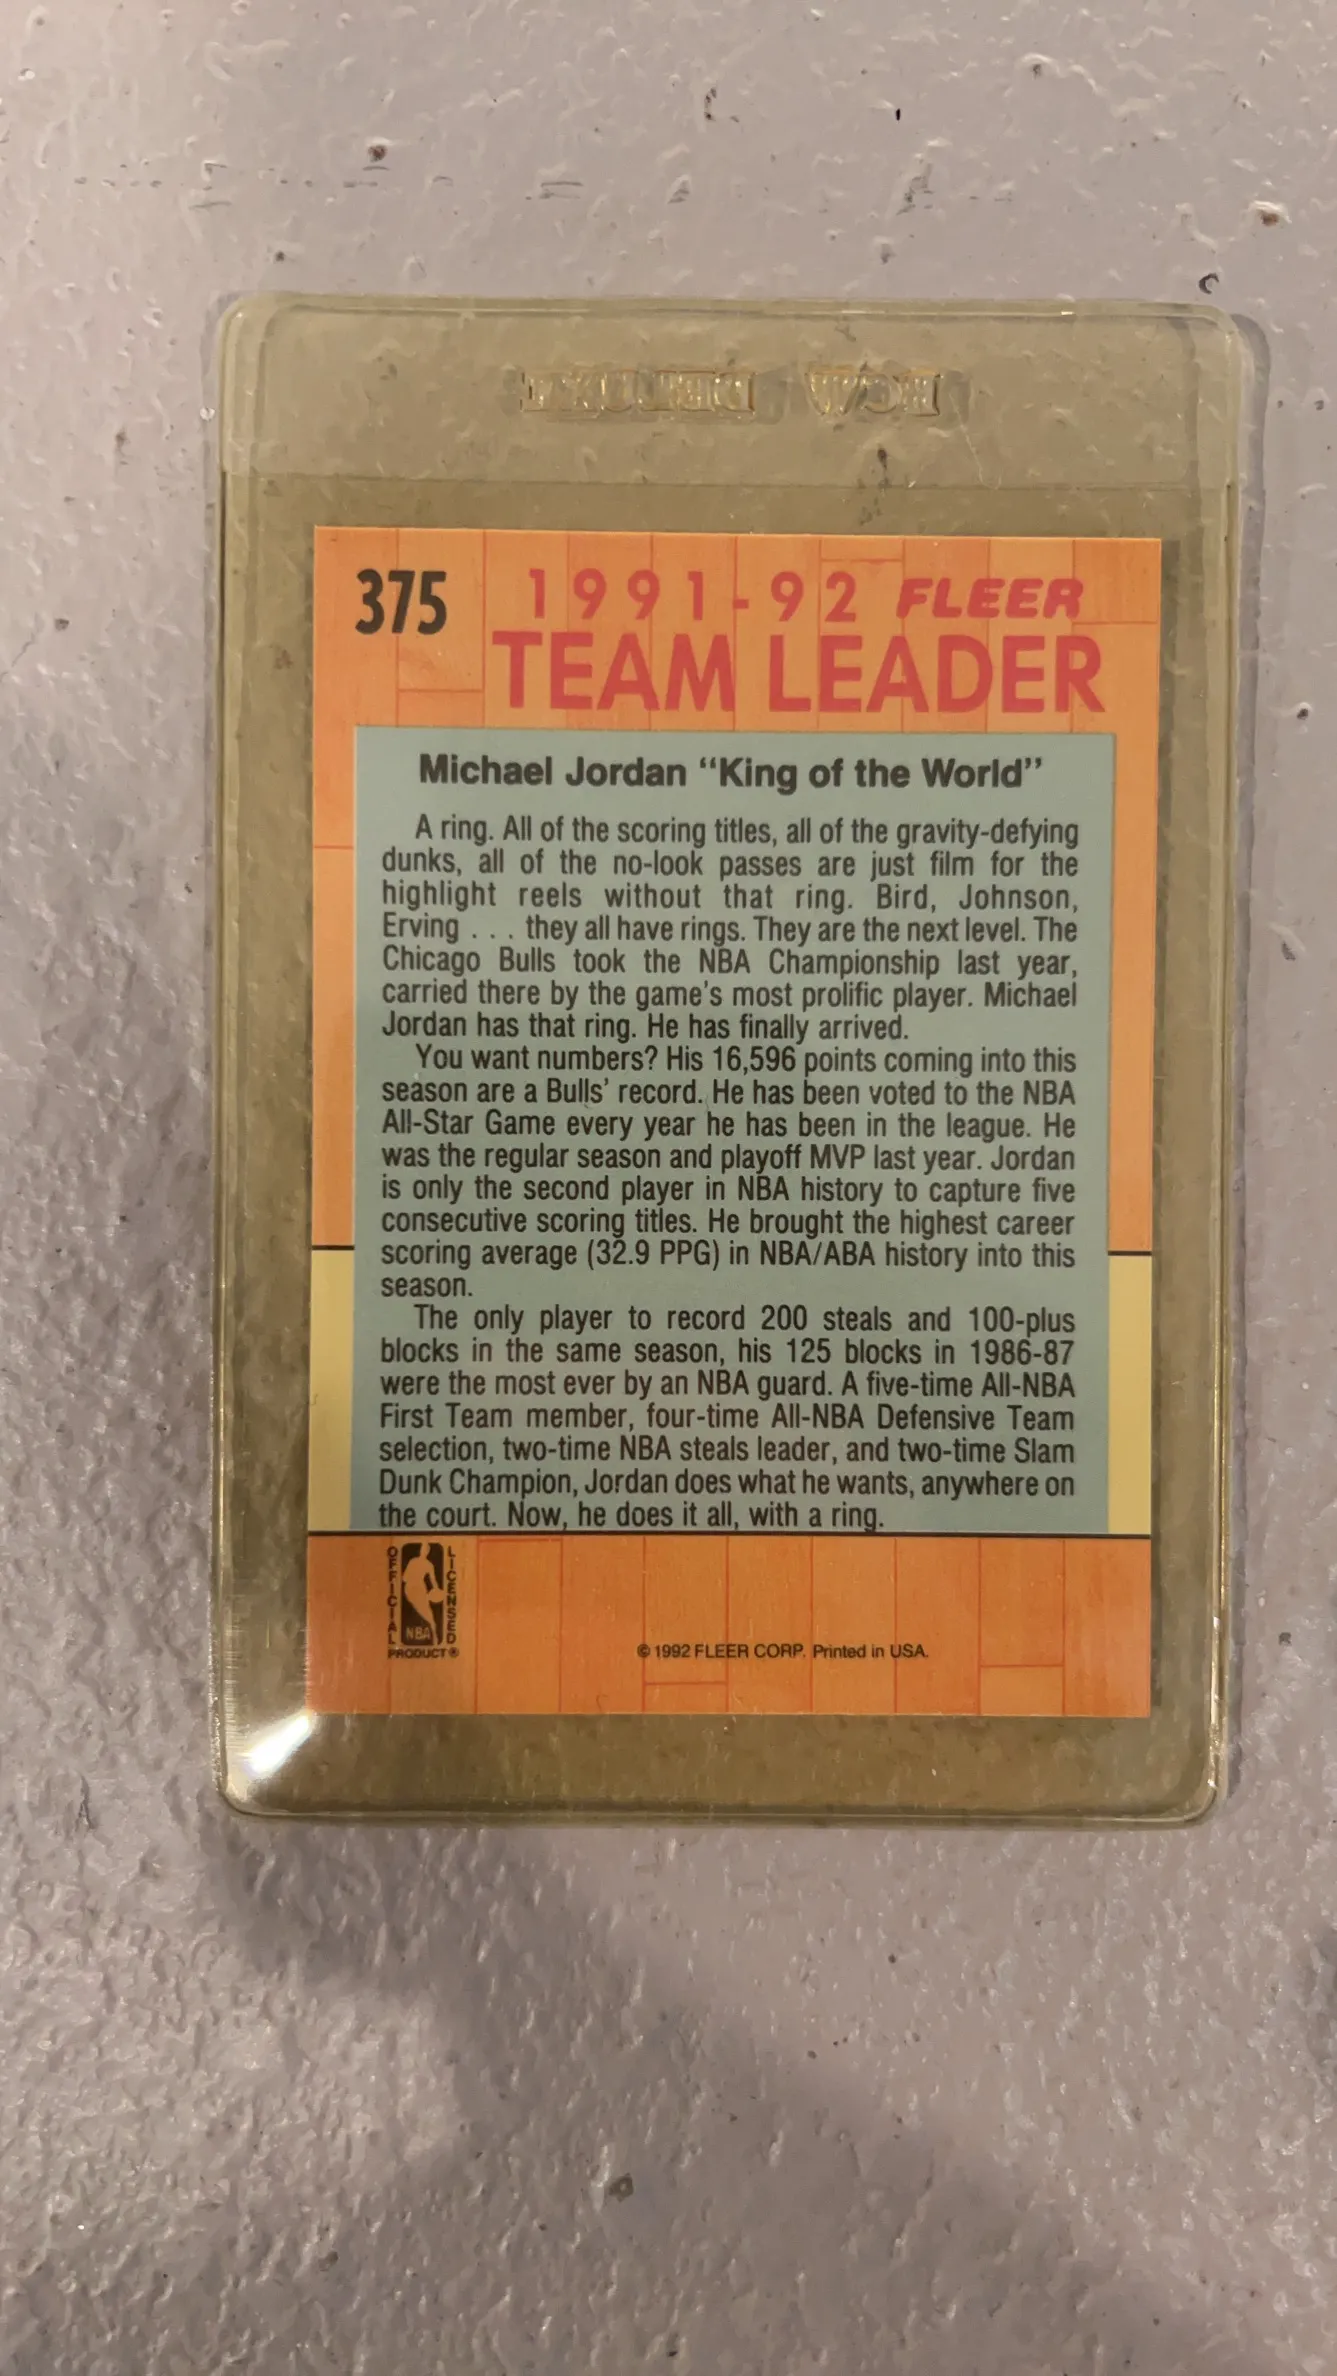 375
1991-92 FLEER
TEAM LEADER
Michael Jordan “King of the World”
A ring. All of the scoring titles, all of the gravity-defying
dunks, all of the no-look passes are just film for the
highlight reels without that ring. Bird, Johnson,
Erving . . . they all have rings. They are the next level. The
Chicago Bulls took the NBA Championship last year,
carried there by the game's most prolific player. Michael
Jordan has that ring. He has finally arrived.
You want numbers? His 16,596 points coming into this
season are a Bulls' record. He has been voted to the NBA
All-Star Game every year he has been in the league. He
was the regular season and playoff MVP last year. Jordan
is only the second player in NBA history to capture five
consecutive scoring titles. He brought the highest career
scoring average (32.9 PPG) in NBA/ABA history into this
season.
The only player to record 200 steals and 100-plus
blocks in the same season, his 125 blocks in 1986-87
were the most ever by an NBA guard. A five-time All-NBA
First Team member, four-time All-NBA Defensive Team
selection, two-time NBA steals leader, and two-time Slam
Dunk Champion, Jordan does what he wants, anywhere on
the court. Now, he does it all, with a ring.
OFFICIAL
NBA
LICENSED
PRODUCT®
© 1992 FLEER CORP. Printed in USA.